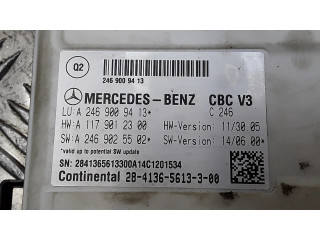 Q2
246 900 94 13
MERCEDES-BENZ CBC V3
LU: A 246 900 94 13* C 246
HW: A 117 901 23 00 HW-Version: 11/30.05
SW: A 246 902 55 02* SW-Version: 14/06.00*
*valid only to potential SW update
SN: 2841365613300A14C1201534
Continental 28-4136-5613-3-00